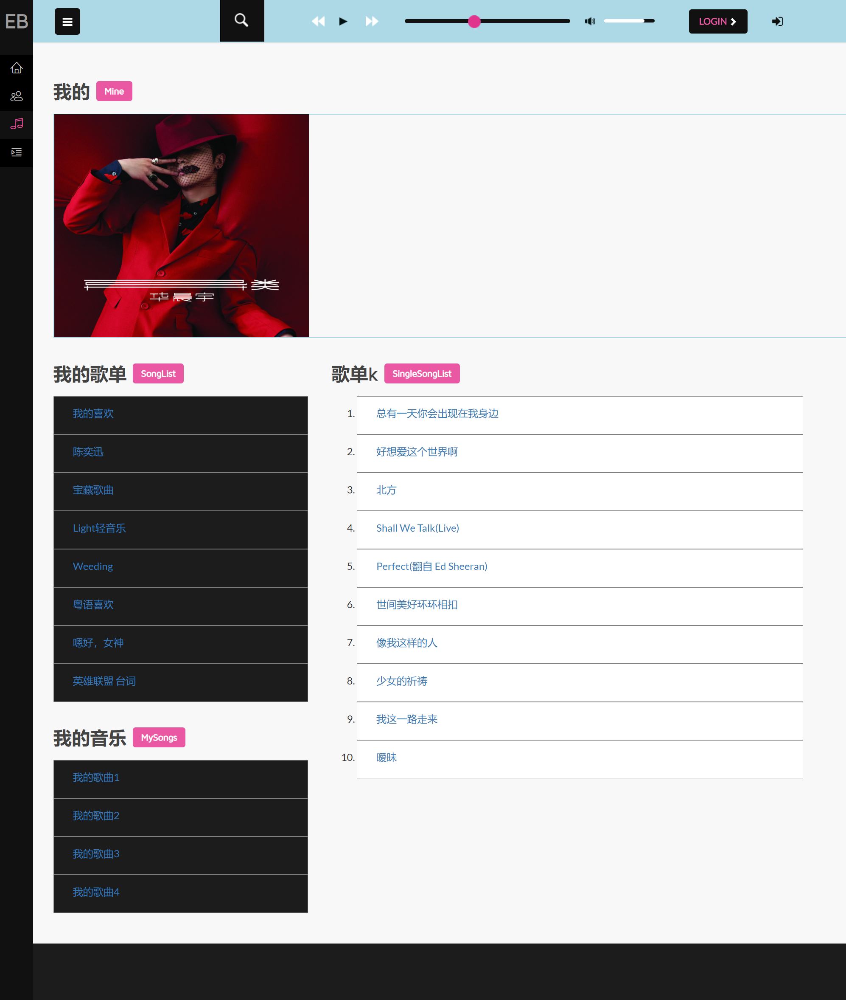 EB
LOGIN
我的 Mine
异类
华晨宇
我的歌单 SongList
我的喜欢
陈奕迅
宝藏歌曲
Light轻音乐
Weeding
粤语喜欢
嗯好，女神
英雄联盟 台词
我的音乐 MySongs
我的歌曲1
我的歌曲2
我的歌曲3
我的歌曲4
歌单k SingleSongList
1. 总有一天你会出现在我身边
2. 好想爱这个世界啊
3. 北方
4. Shall We Talk(Live)
5. Perfect(翻自 Ed Sheeran)
6. 世间美好环环相扣
7. 像我这样的人
8. 少女的祈祷
9. 我这一路走来
10. 暧昧